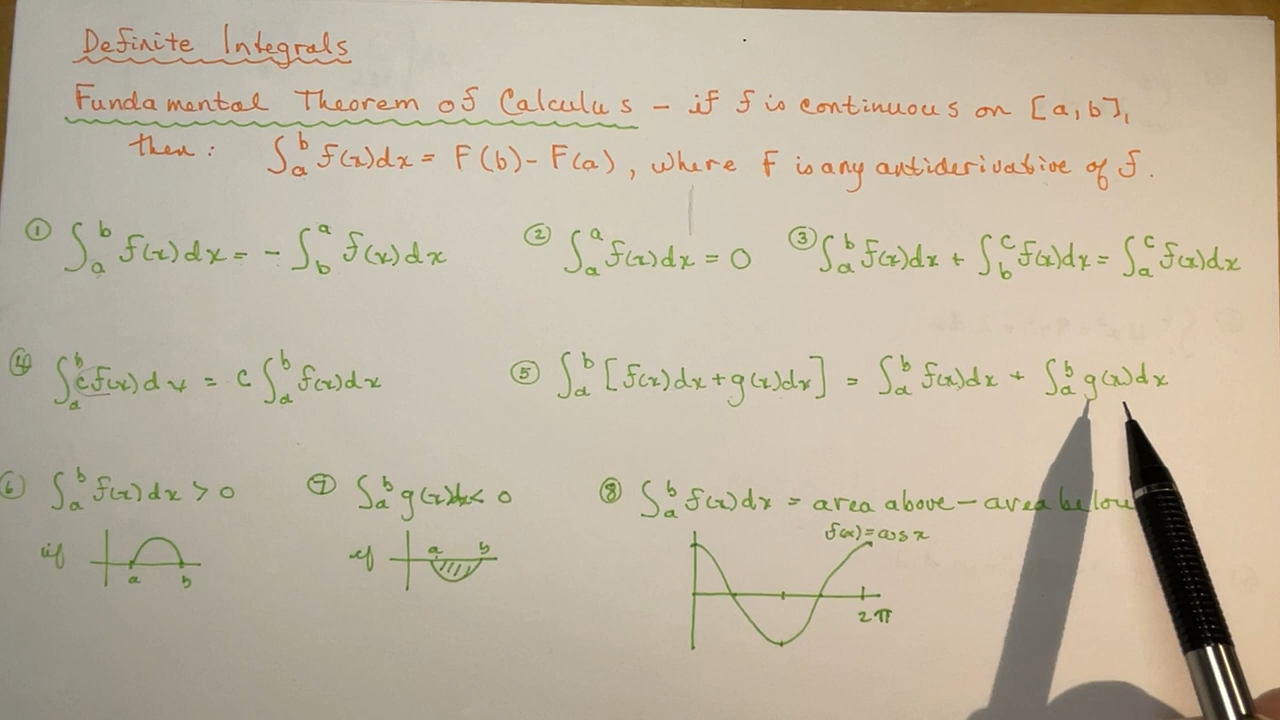 Definite Integrals
Fundamental Theorem of Calculus – if f is continuous on [a,b],
then: ∫ₐᵇ f(x)dx = F(b) - F(a), where F is any antiderivative of f.
① ∫ₐᵇ f(x)dx = - ∫_b^a f(x)dx ② ∫ₐᵃ f(x)dx = 0 ③ ∫ₐᵇ f(x)dx + ∫_b^c f(x)dx = ∫ₐᶜ f(x)dx
④ ∫ₐᵇ cf(x)dx = c ∫ₐᵇ f(x)dx ⑤ ∫ₐᵇ [f(x)dx + g(x)dx] = ∫ₐᵇ f(x)dx + ∫ₐᵇ g(x)dx
⑥ ∫ₐᵇ f(x)dx > 0 ⑦ ∫ₐᵇ g(x)dx < 0 ⑧ ∫ₐᵇ f(x)dx = area above – area below
if a b if a b f(x) = cos x
2π